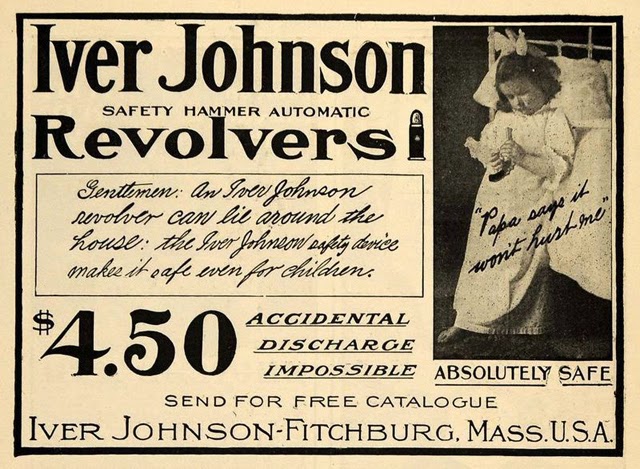 Iver Johnson
SAFETY HAMMER AUTOMATIC
Revolvers
Gentlemen: An Iver Johnson
revolver can lie around the
house: the Iver Johnson safety device
makes it safe even for children.
$4.50
ACCIDENTAL
DISCHARGE
IMPOSSIBLE
"Papa says it
won't hurt me"
ABSOLUTELY SAFE
SEND FOR FREE CATALOGUE
IVER JOHNSON-FITCHBURG, MASS. U.S.A.